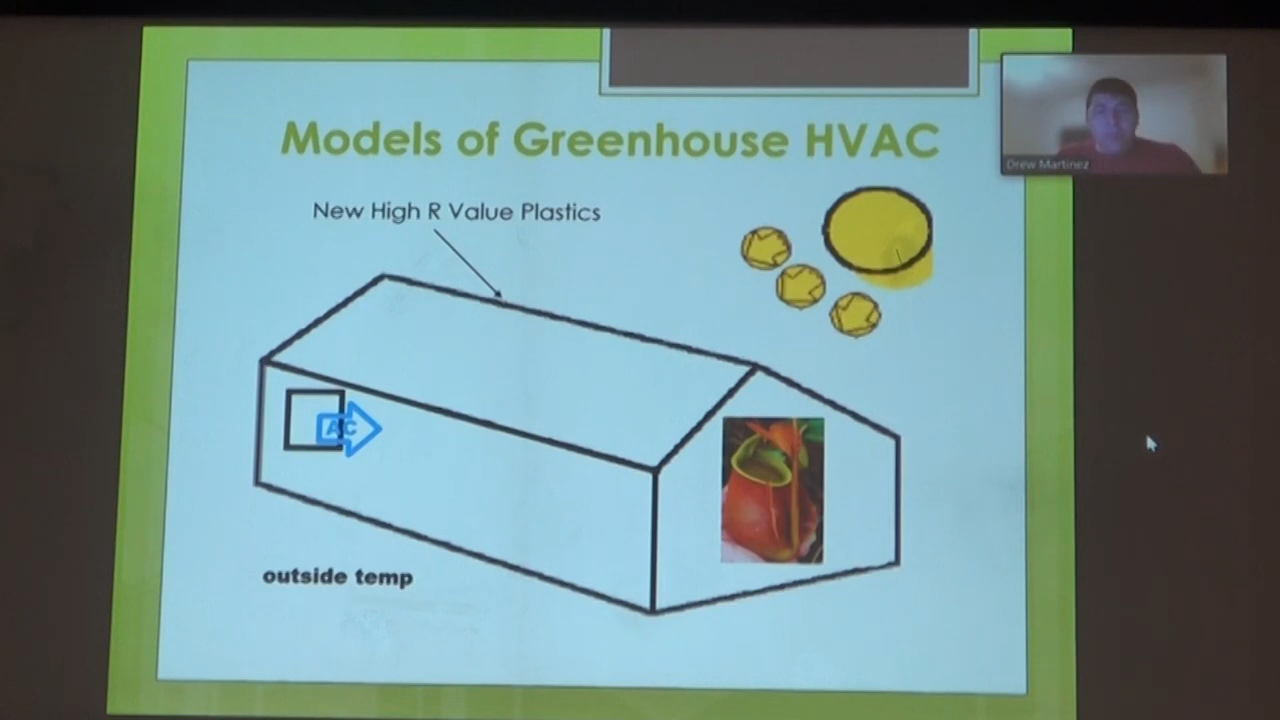 Models of Greenhouse HVAC
Drew Martinez
New High R Value Plastics
AC
outside temp